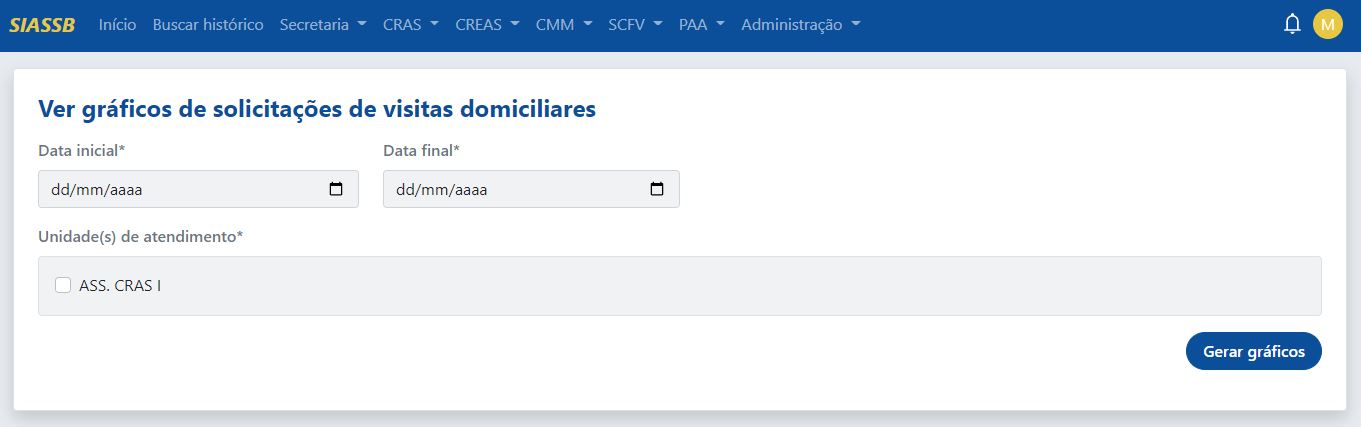 SIASSB Início Buscar histórico Secretaria CRAS CREAS CMM SCFV PAA Administração M
Ver gráficos de solicitações de visitas domiciliares
Data inicial* Data final*
dd/mm/aaaa dd/mm/aaaa
Unidade(s) de atendimento*
ASS. CRAS I
Gerar gráficos